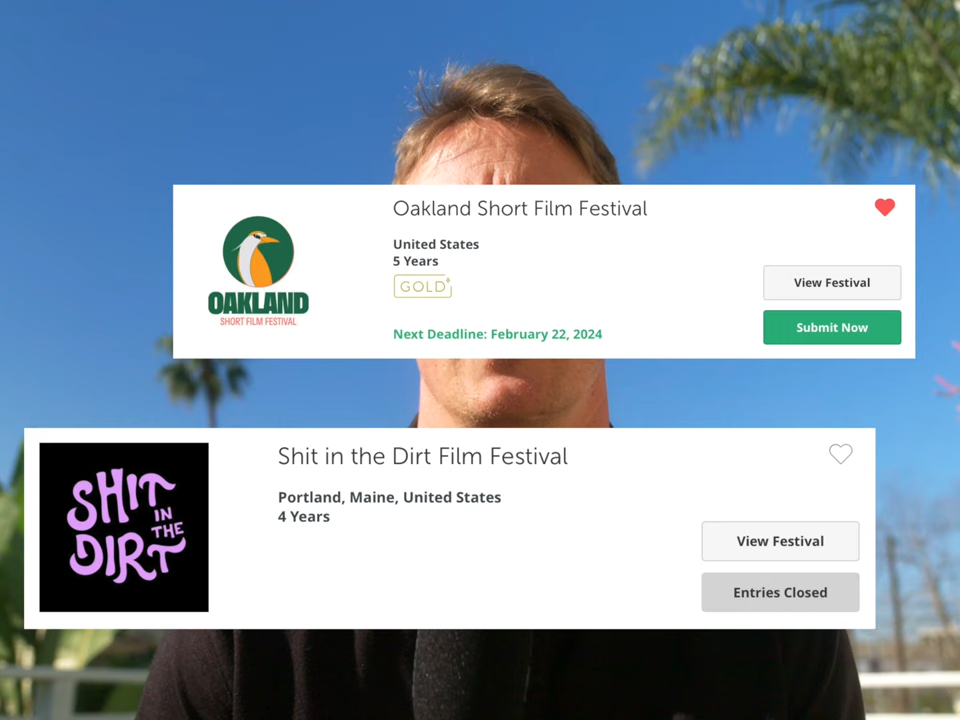 Oakland Short Film Festival
United States
5 Years
GOLD
Next Deadline: February 22, 2024
View Festival
Submit Now
OAKLAND
SHORT FILM FESTIVAL
Shit in the Dirt Film Festival
Portland, Maine, United States
4 Years
View Festival
Entries Closed
SHIT
IN
THE
DIRT